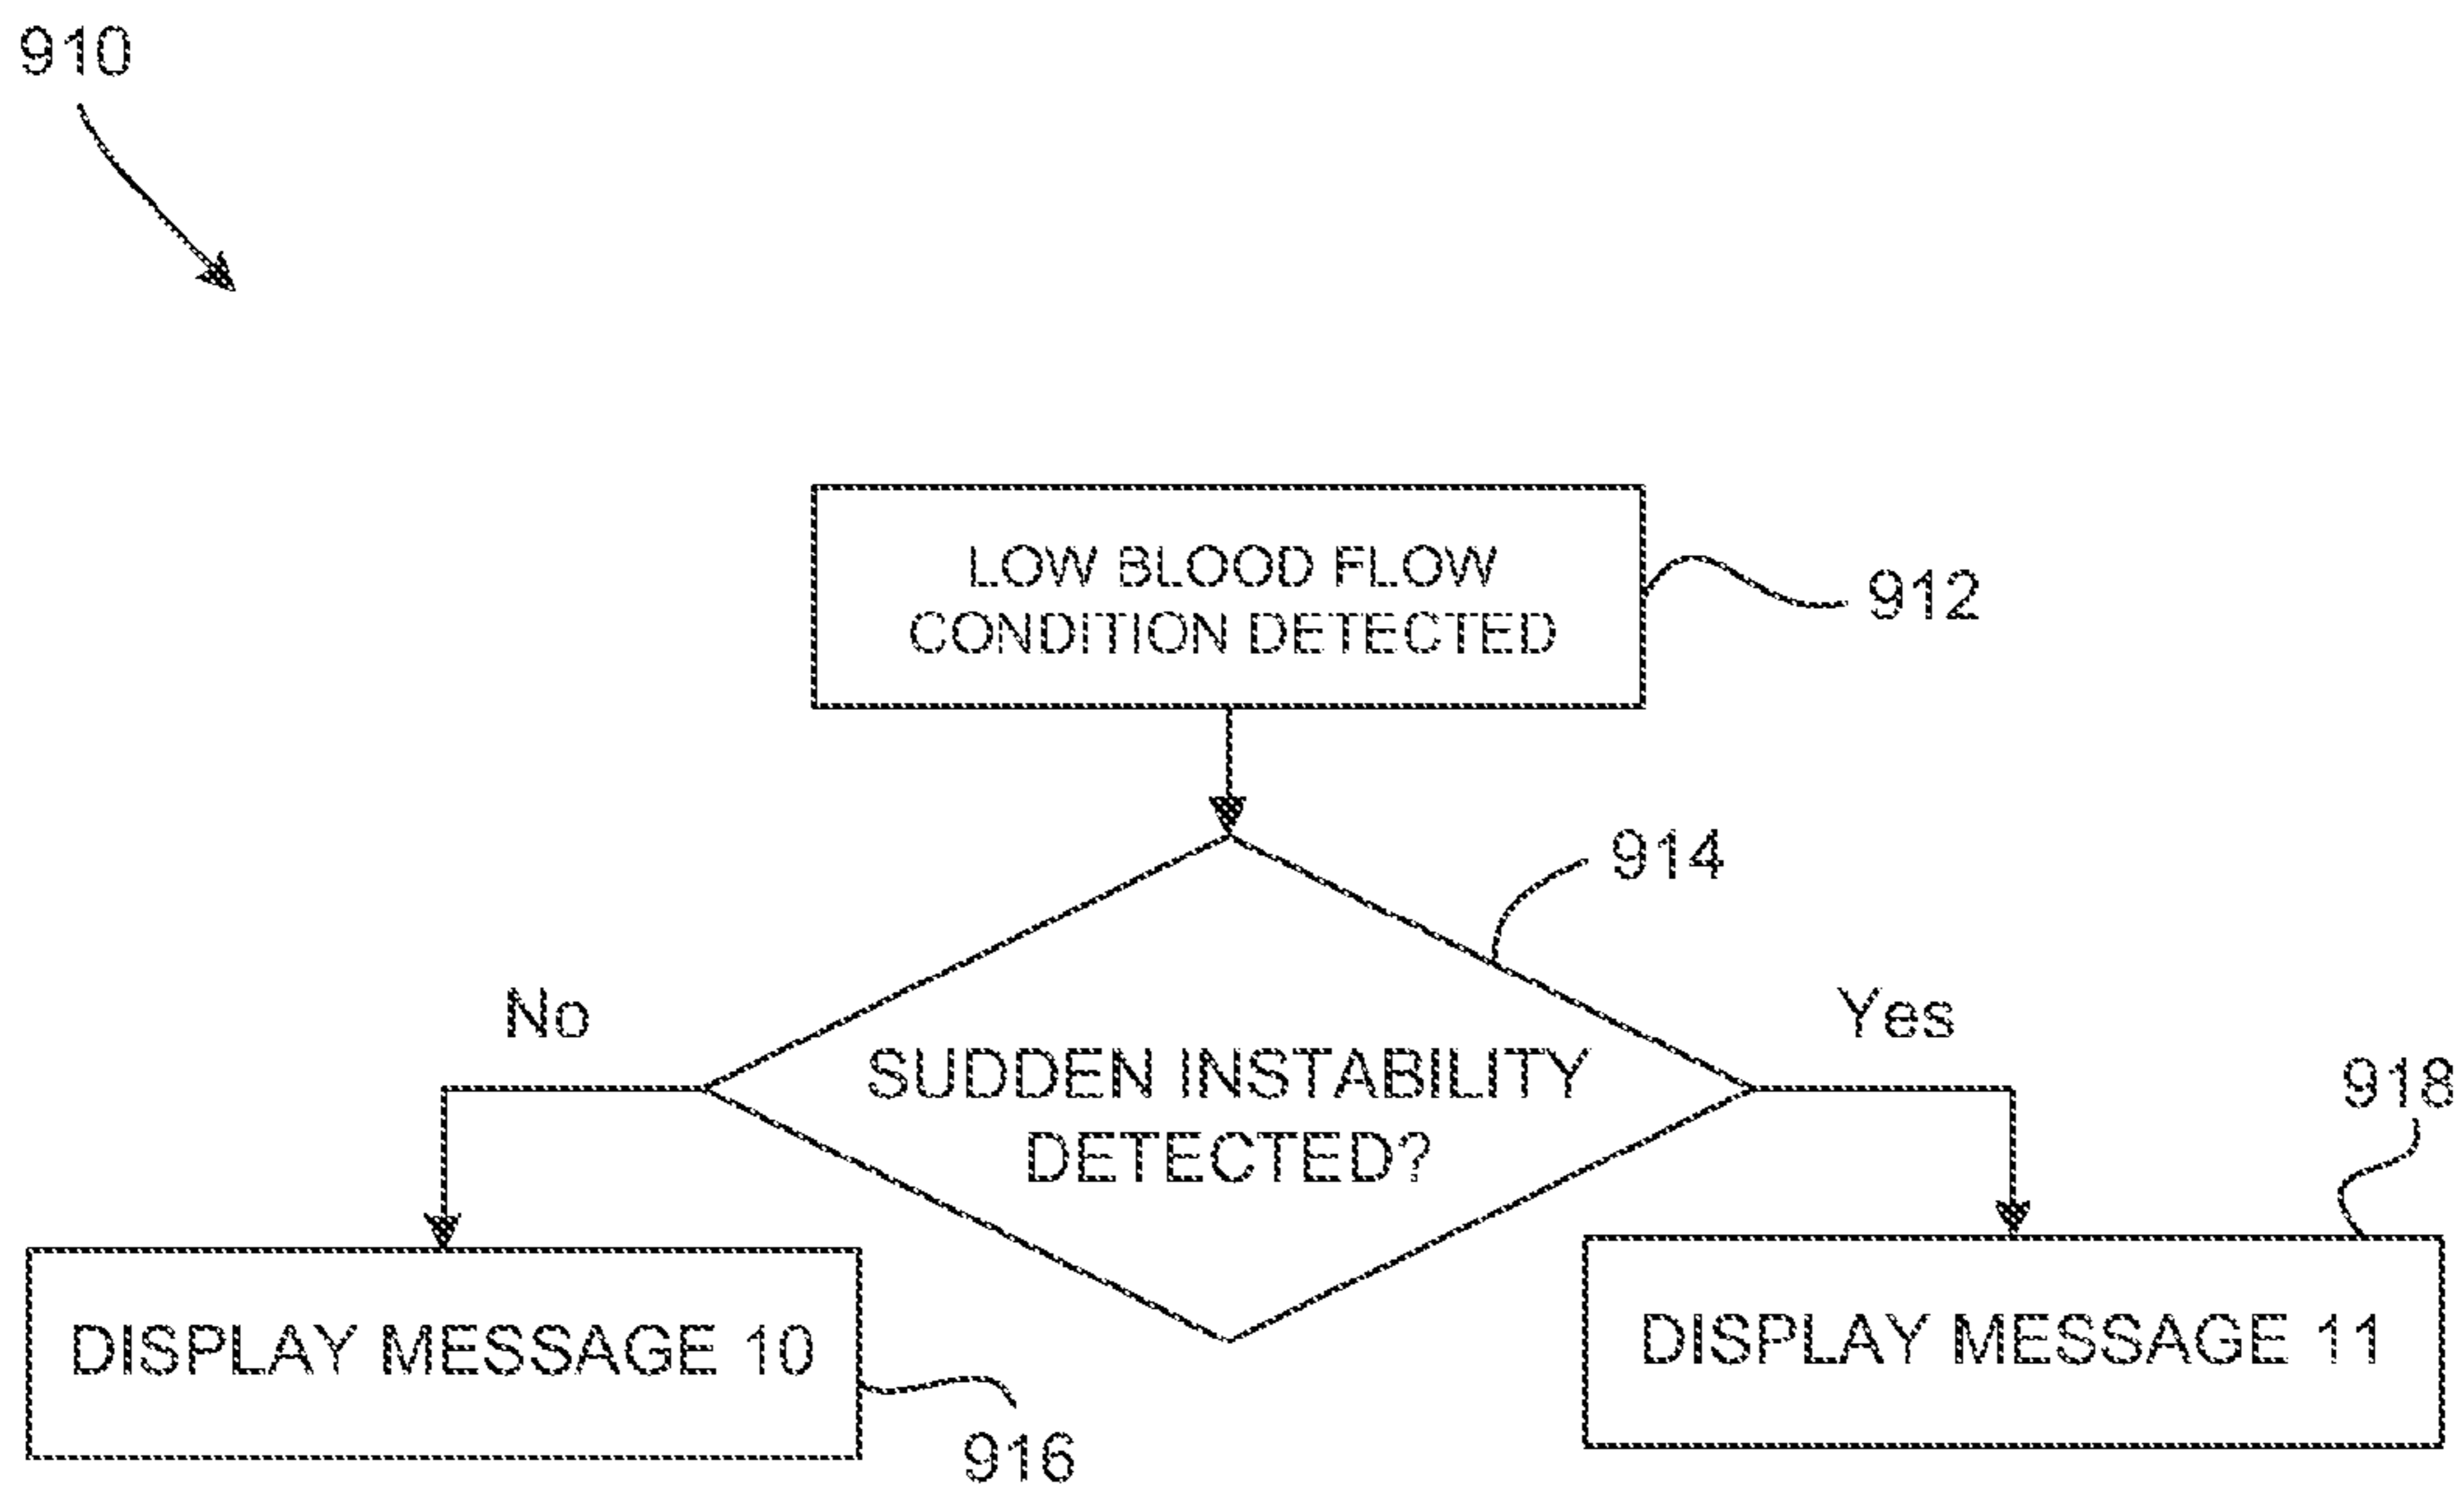 910
LOW BLOOD FLOW
CONDITION DETECTED
912
914
No
Yes
SUDDEN INSTABILITY
DETECTED?
918
DISPLAY MESSAGE 10
DISPLAY MESSAGE 11
916